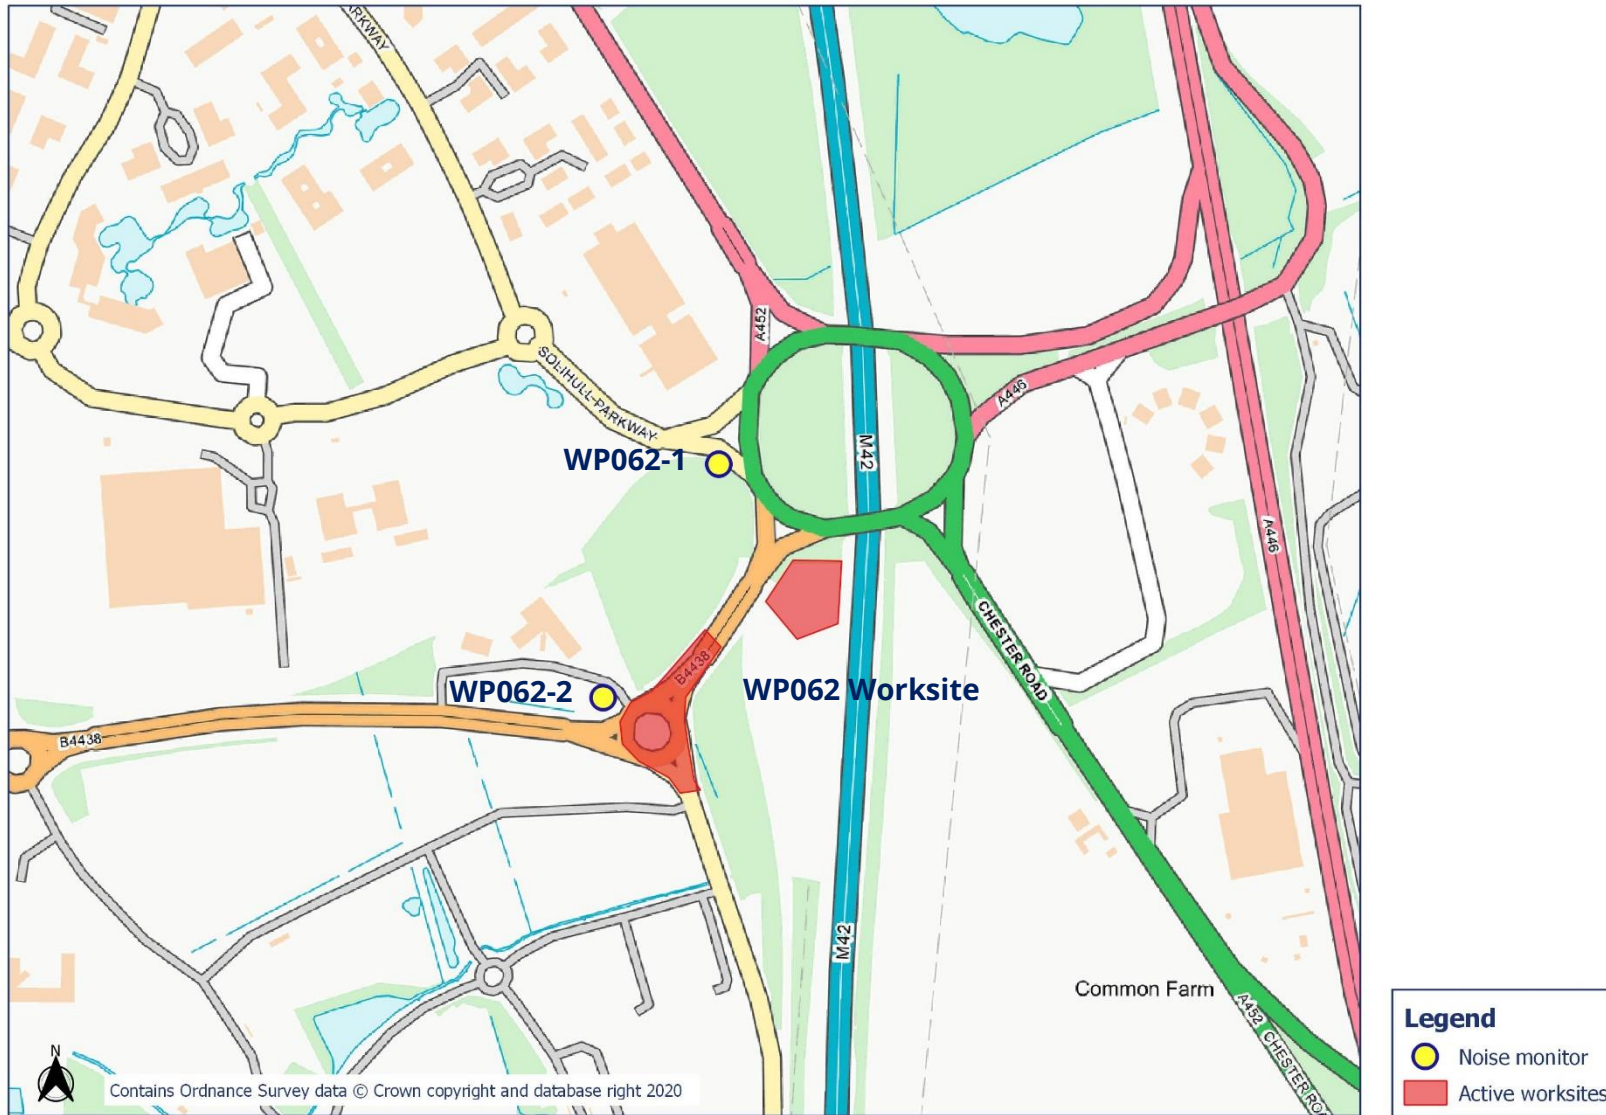 ARKWAY
A452
SOLIHULL PARKWAY
A446
WP062-1
M42
A446
CHESTER ROAD
B4438
WP062-2
WP062 Worksite
B4438
M42
Common Farm
A452 CHESTER ROA
N
Contains Ordnance Survey data © Crown copyright and database right 2020
Legend
Noise monitor
Active worksites